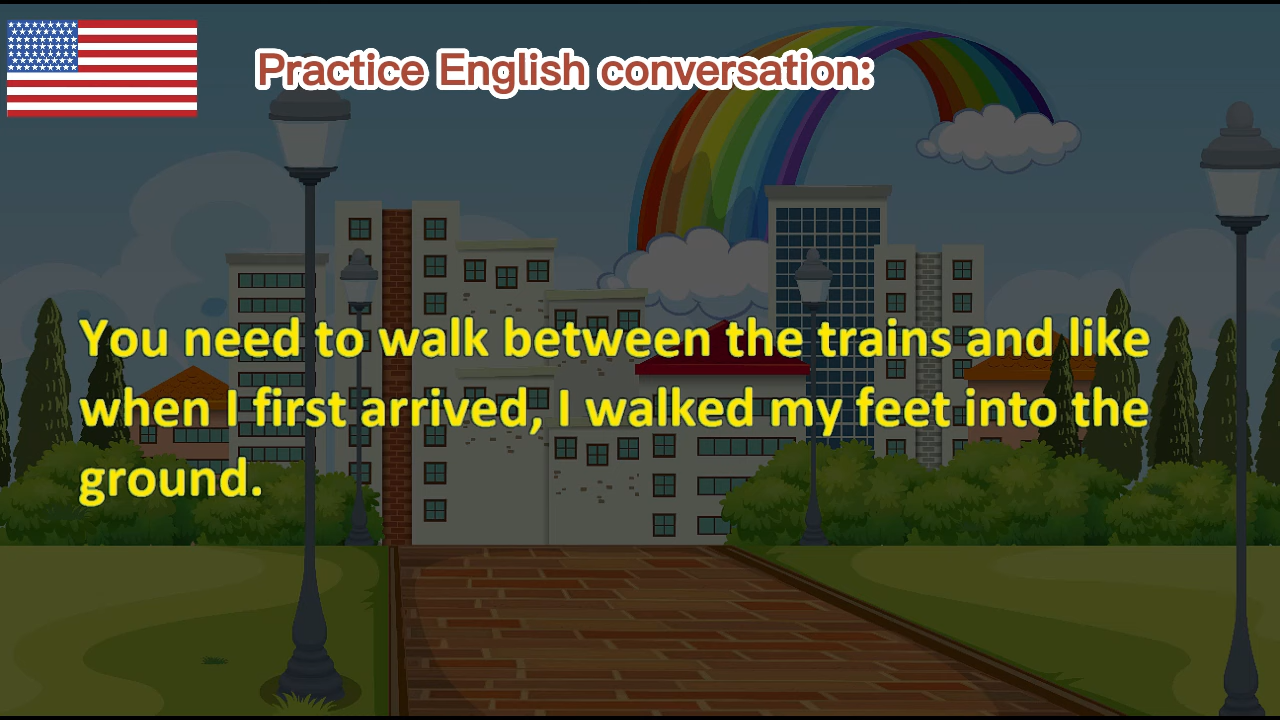 Practice English conversation:
You need to walk between the trains and like
when I first arrived, I walked my feet into the
ground.